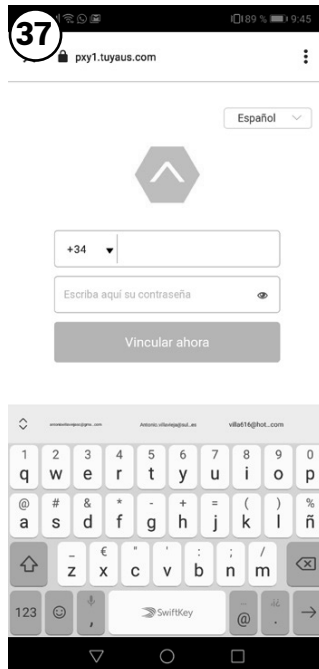 37
89 % 9:45
pxy1.tuyaus.com
Español
+34
Escriba aquí su contraseña
Vincular ahora
villa616@hot...com
1 2 3 4 5 6 7 8 9 0
q w e r t y u i o p
@ # & * - + = ( ) %
a s d f g h j k l ñ
_ € " ' : ; /
z x c v b n m
123 , SwiftKey @ .